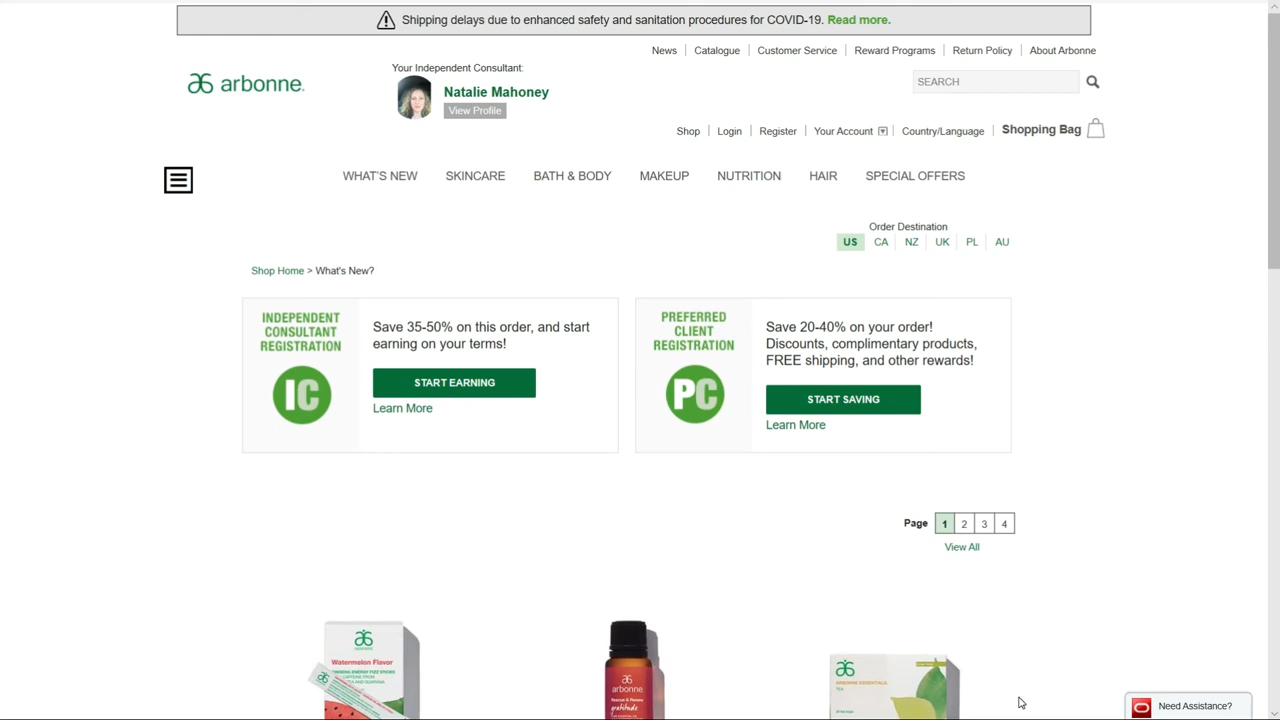 Shipping delays due to enhanced safety and sanitation procedures for COVID-19. Read more.
News
Catalogue
Customer Service
Reward Programs
Return Policy
About Arbonne
arbonne.
Your Independent Consultant:
Natalie Mahoney
View Profile
SEARCH
Shop
Login
Register
Your Account
Country/Language
Shopping Bag
WHAT'S NEW
SKINCARE
BATH & BODY
MAKEUP
NUTRITION
HAIR
SPECIAL OFFERS
Order Destination
US
CA
NZ
UK
PL
AU
Shop Home > What's New?
INDEPENDENT
CONSULTANT
REGISTRATION
IC
Save 35-50% on this order, and start
earning on your terms!
START EARNING
Learn More
PREFERRED
CLIENT
REGISTRATION
PC
Save 20-40% on your order!
Discounts, complimentary products,
FREE shipping, and other rewards!
START SAVING
Learn More
Page 1 2 3 4
View All
Watermelon Flavor
arbonne
Rescue & Renew
gratitude
ARBONNE ESSENTIALS
TEA
Need Assistance?